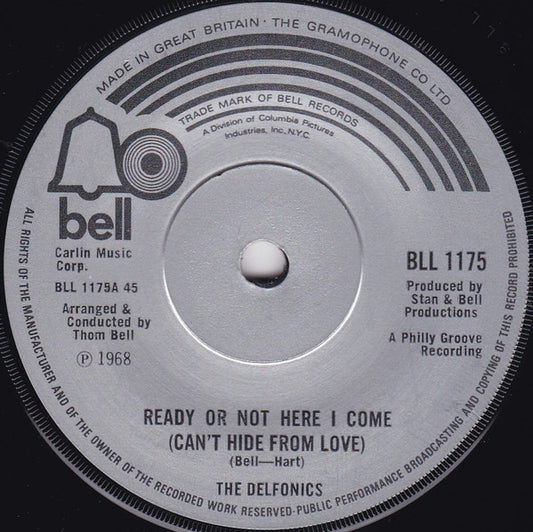 MADE IN GREAT BRITAIN · THE GRAMOPHONE CO LTD
TRADE MARK OF BELL RECORDS
A Division of Columbia Pictures
Industries, Inc, N.Y.C.
bell
Carlin Music
Corp.
BLL 1175A 45
Arranged &
Conducted by
Thom Bell
℗ 1968
BLL 1175
Produced by
Stan & Bell
Productions
A Philly Groove
Recording
READY OR NOT HERE I COME
(CAN'T HIDE FROM LOVE)
(Bell—Hart)
THE DELFONICS
ALL RIGHTS OF THE MANUFACTURER AND OF THE OWNER OF THE RECORDED WORK RESERVED·PUBLIC PERFORMANCE BROADCASTING AND COPYING OF THIS RECORD PROHIBITED